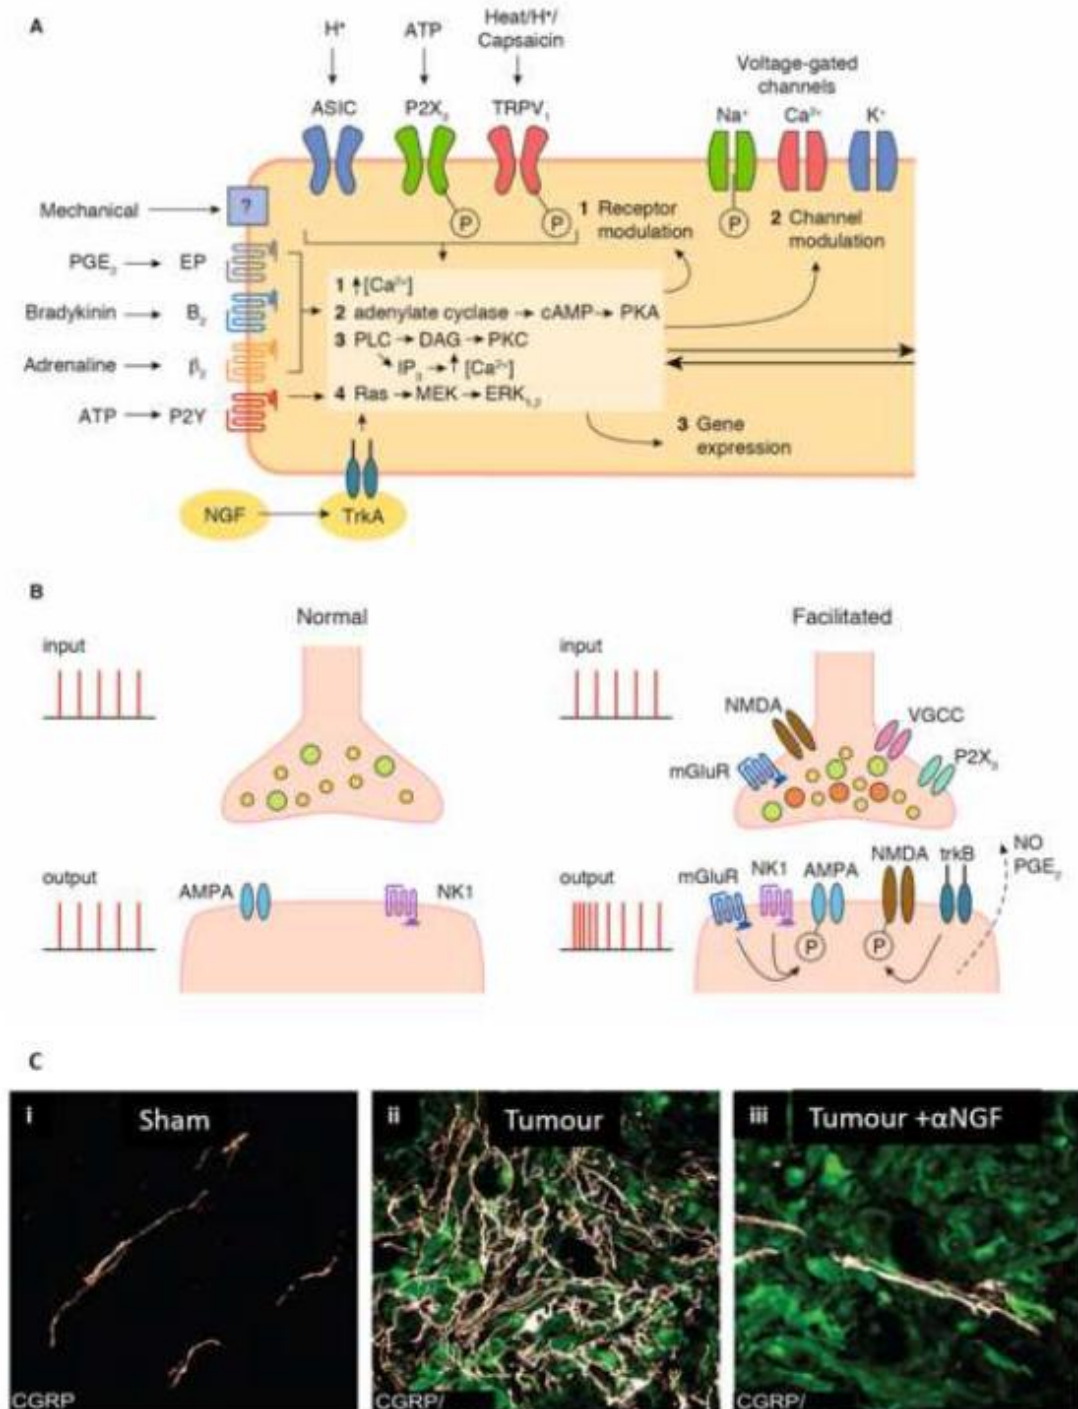 A
H⁺
ATP
Heat/H⁺/
Capsaicin
Voltage-gated
channels
ASIC
P2X₃
TRPV₁
Na⁺
Ca²⁺
K⁺
Mechanical
?
P
P
P
1 Receptor
modulation
2 Channel
modulation
PGE₂
EP
1 ↑[Ca²⁺]
Bradykinin
B₂
2 adenylate cyclase → cAMP → PKA
3 PLC → DAG → PKC
Adrenaline
β₂
IP₃ → ↑ [Ca²⁺]
ATP
P2Y
4 Ras → MEK → ERK₁,₂
3 Gene
expression
NGF
TrkA
B
Normal
Facilitated
input
input
NMDA
VGCC
mGluR
P2X₃
output
AMPA
NK1
output
mGluR
NK1
AMPA
NMDA
trkB
NO
PGE₂
P
P
C
i
Sham
ii
Tumour
iii
Tumour +αNGF
CGRP
CGRP/
CGRP/